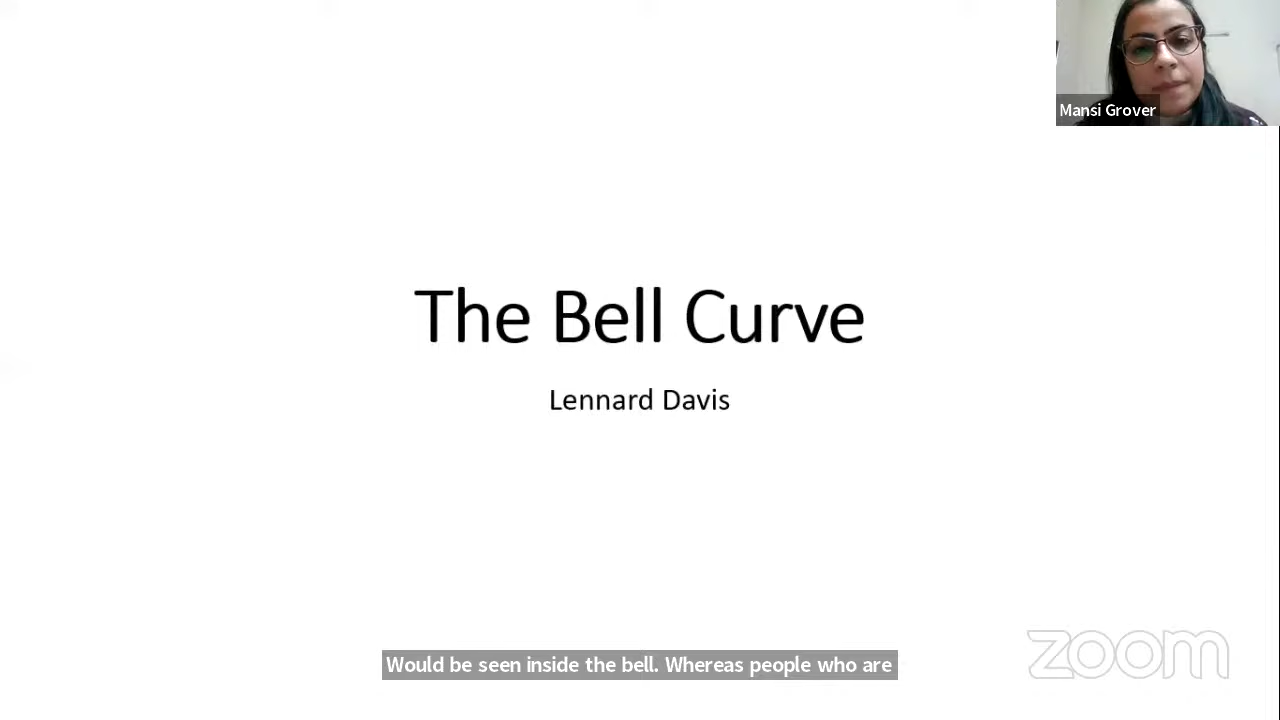 Mansi Grover
The Bell Curve
Lennard Davis
Would be seen inside the bell. Whereas people who are
zoom